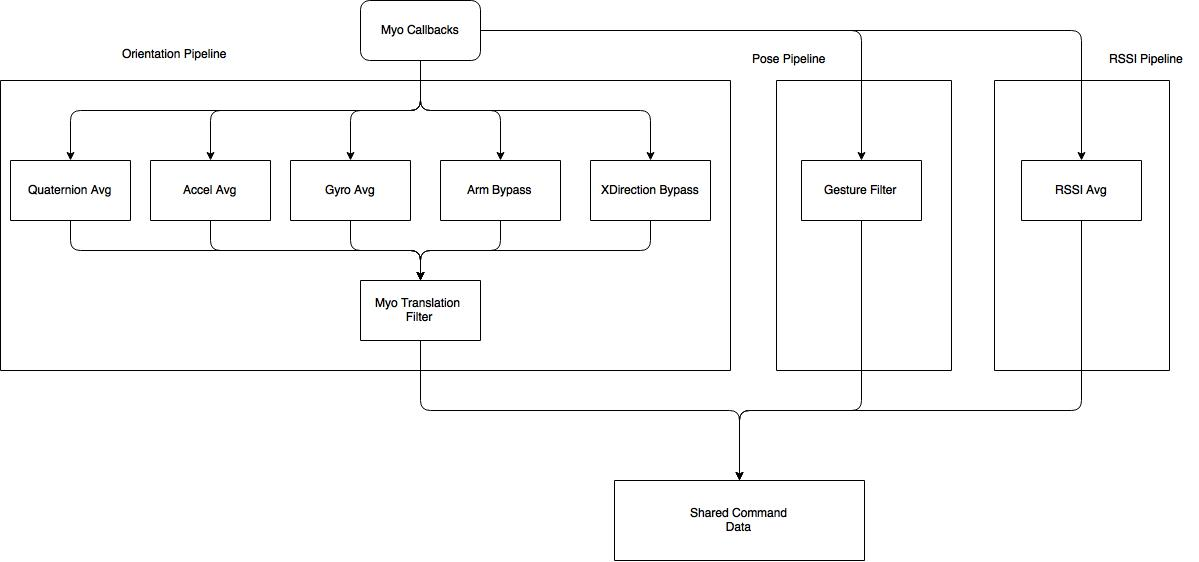 Myo Callbacks
Orientation Pipeline
Pose Pipeline
RSSI Pipeline
Quaternion Avg
Accel Avg
Gyro Avg
Arm Bypass
XDirection Bypass
Gesture Filter
RSSI Avg
Myo Translation
Filter
Shared Command
Data